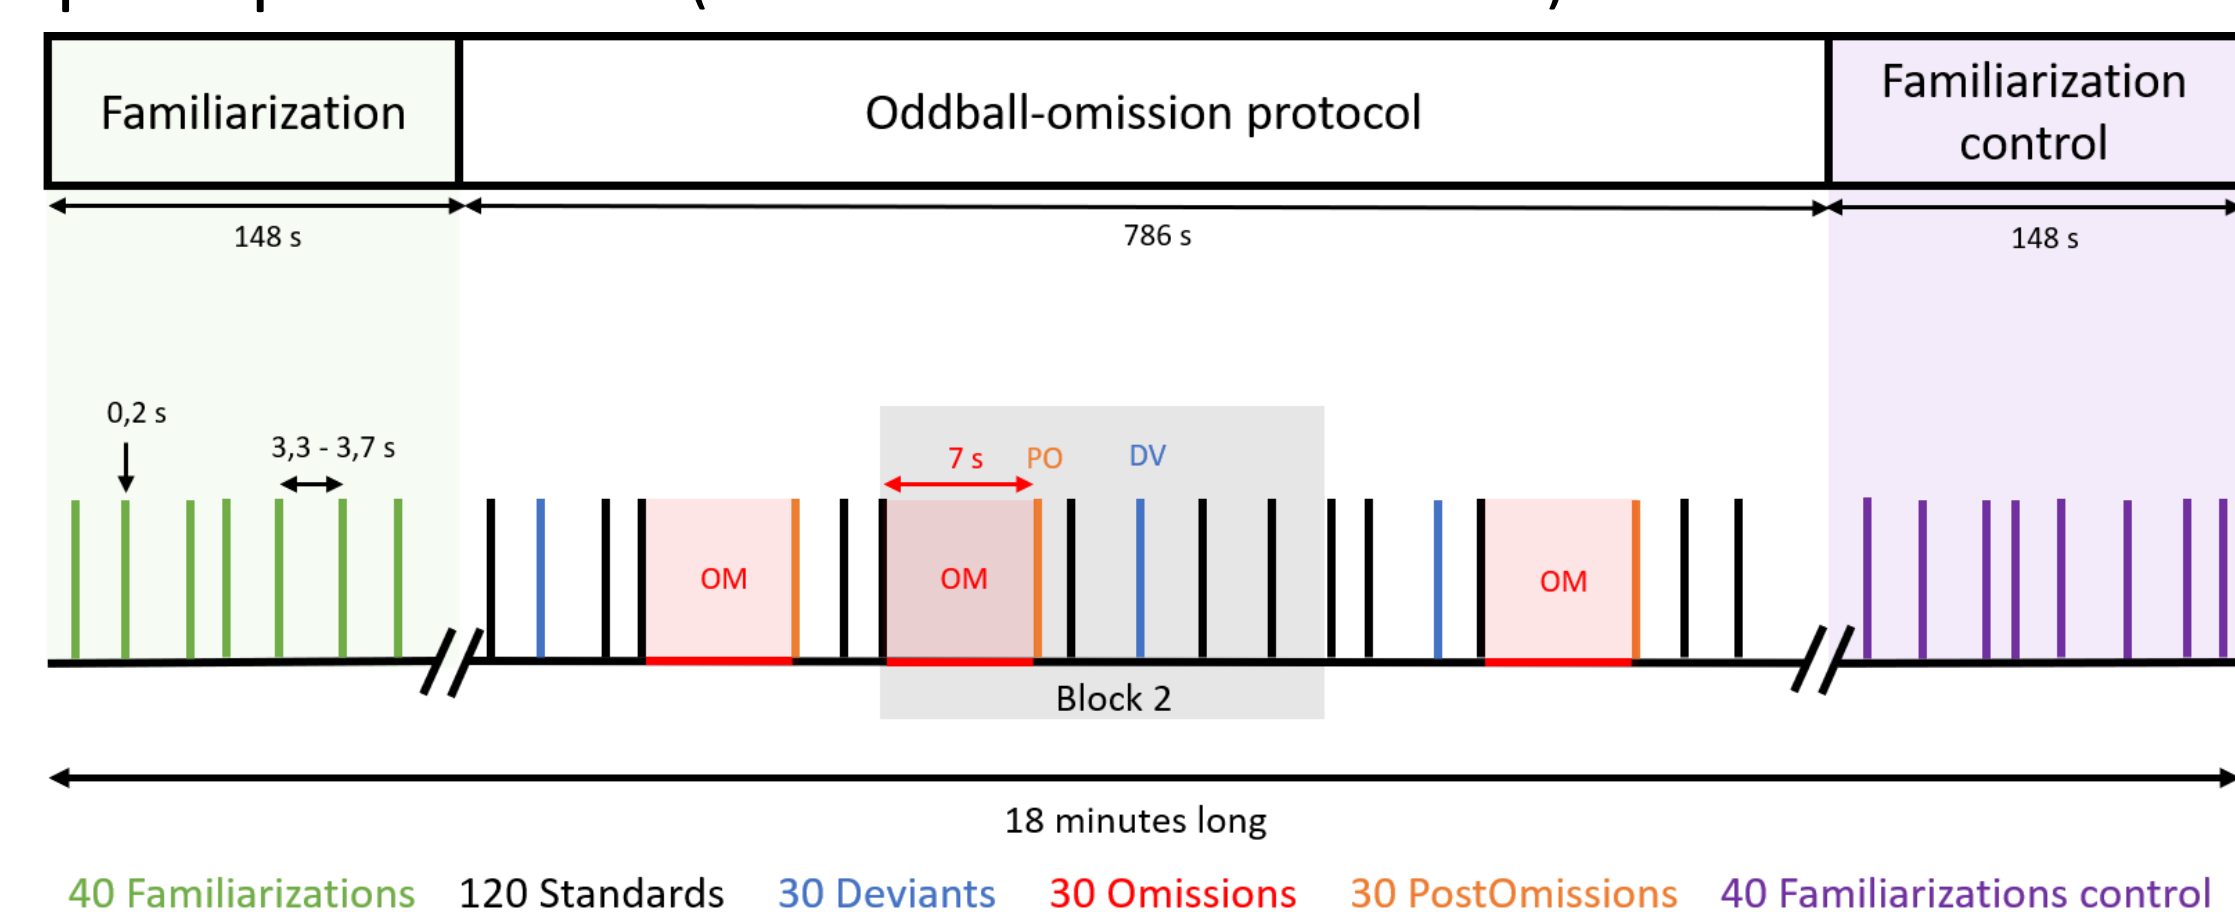 Familiarization
Oddball-omission protocol
Familiarization
control
148 s
786 s
148 s
0,2 s
3,3 - 3,7 s
7 s
PO
DV
OM
OM
OM
Block 2
18 minutes long
40 Familiarizations
120 Standards
30 Deviants
30 Omissions
30 PostOmissions
40 Familiarizations control